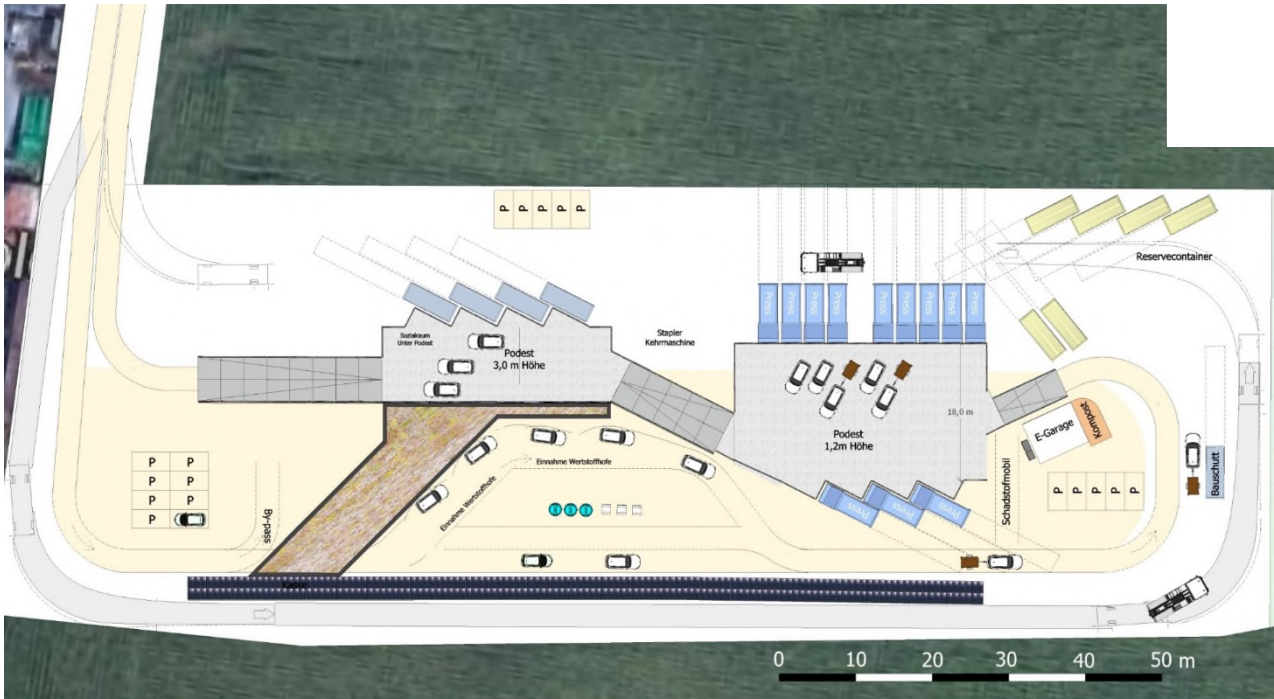 P P P P P
Reservecontainer
Press Press Press Press Press Press Press Press Press
Sozialraum
Unter Podest
Podest
3,0 m Höhe
Stapler
Kehrmaschine
18,0 m
Podest
1,2m Höhe
E-Garage
Kompost
P P
P P
P P
P
By-pass
Einnahme Wertstoffhofe
Einnahme Wertstoffhofe
Press Press Press
Schadstofmobil
P P P P P
Bauschutt
Kasse
0 10 20 30 40 50 m